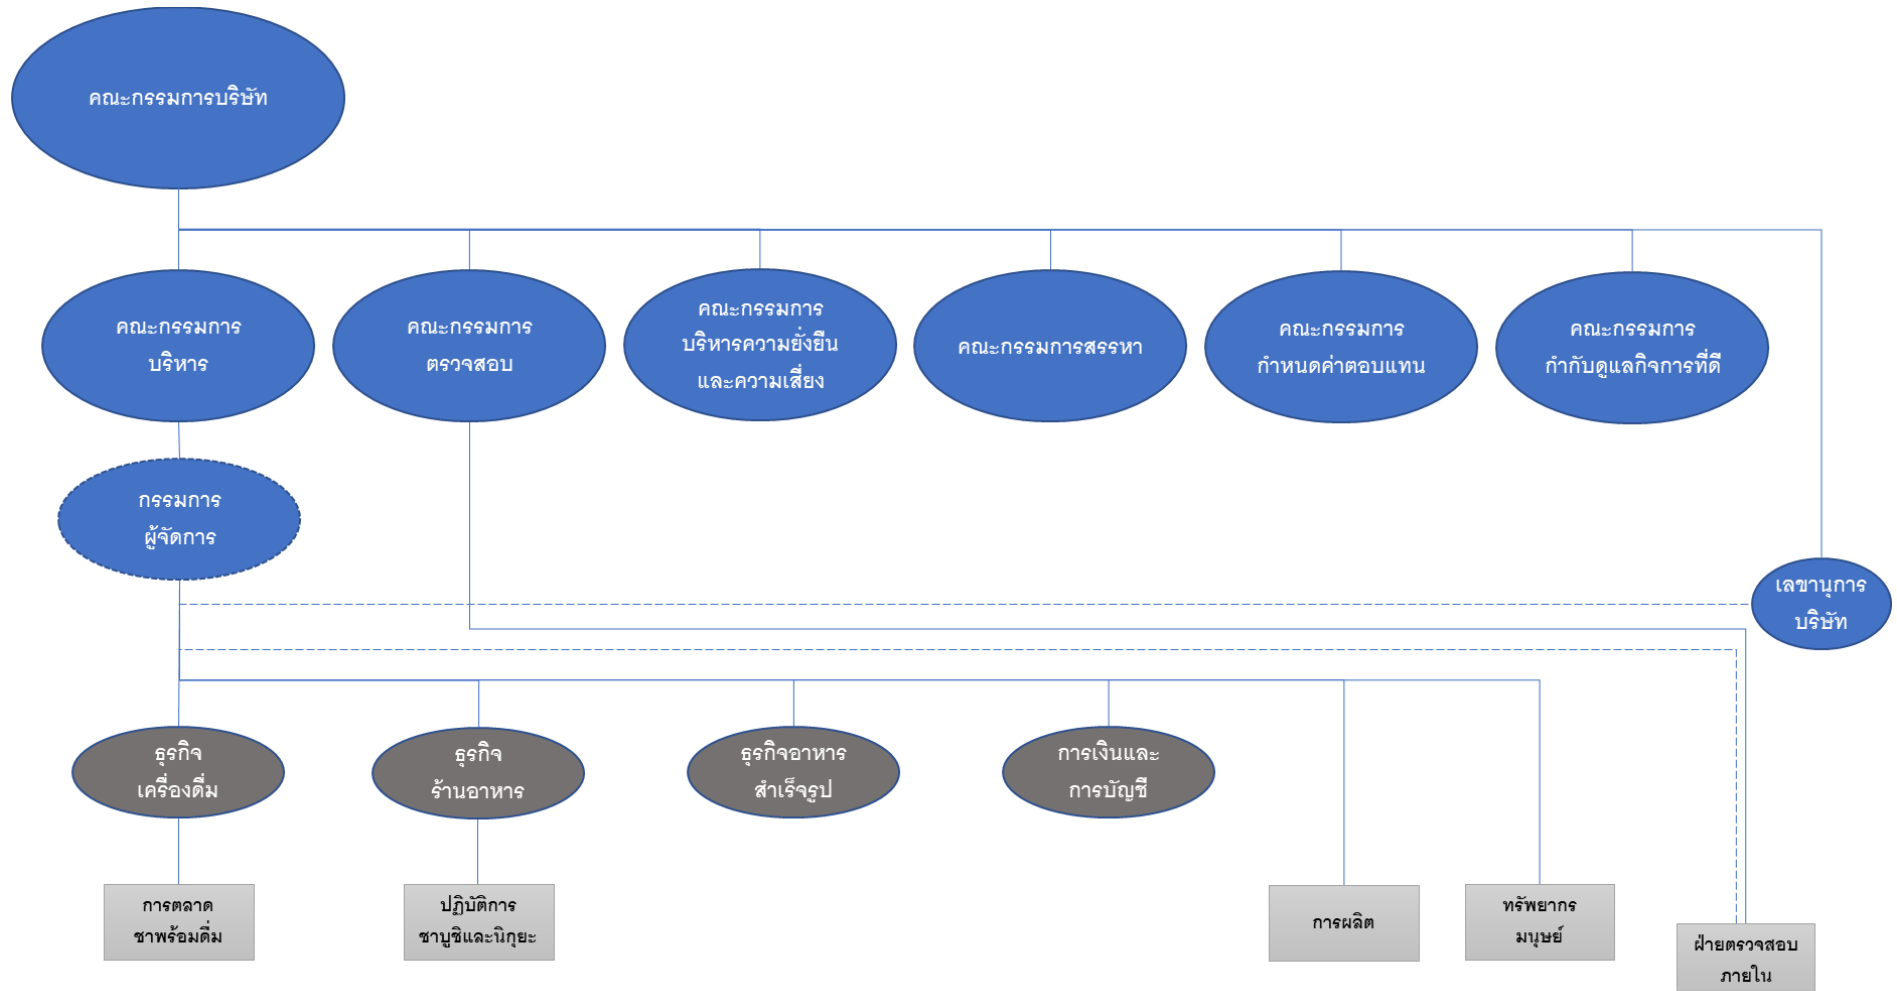 คณะกรรมการบริษัท
คณะกรรมการ
บริหาร
คณะกรรมการ
ตรวจสอบ
คณะกรรมการ
บริหารความยั่งยืน
และความเสี่ยง
คณะกรรมการสรรหา
คณะกรรมการ
กำหนดค่าตอบแทน
คณะกรรมการ
กำกับดูแลกิจการที่ดี
กรรมการ
ผู้จัดการ
เลขานุการ
บริษัท
ธุรกิจ
เครื่องดื่ม
ธุรกิจ
ร้านอาหาร
ธุรกิจอาหาร
สำเร็จรูป
การเงินและ
การบัญชี
การตลาด
ชาพร้อมดื่ม
ปฏิบัติการ
ชาบูชิและนิกุยะ
การผลิต
ทรัพยากร
มนุษย์
ฝ่ายตรวจสอบ
ภายใน